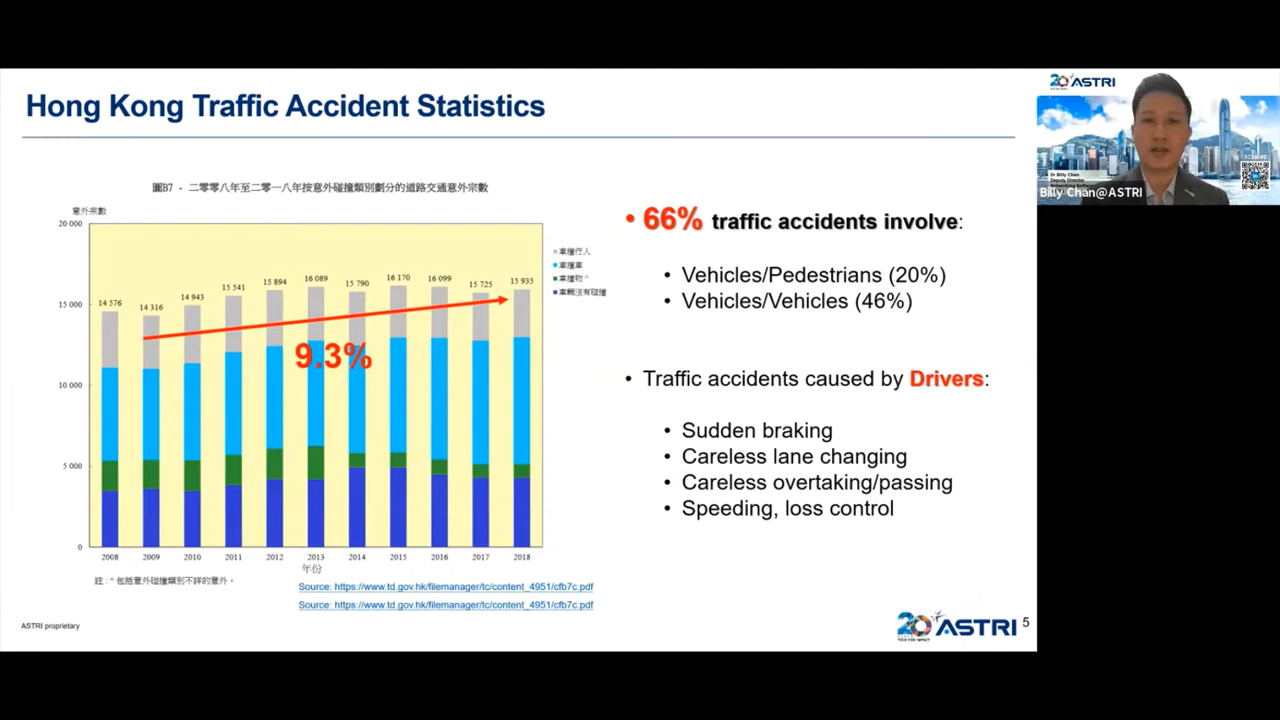 Hong Kong Traffic Accident Statistics
圖B7 - 二零零八年至二零一八年按意外碰撞類別劃分的道路交通意外宗數
意外宗數
20 000
15 000
10 000
5 000
0
14 576
14 316
14 943
15 541
15 894
16 089
15 790
16 170
16 099
15 725
15 935
9.3%
車撞行人
車撞車
車撞物^
車輛沒有碰撞
2008
2009
2010
2011
2012
2013
2014
2015
2016
2017
2018
年份
註:^ 包括意外碰撞類別不詳的意外。
Source: https://www.td.gov.hk/filemanager/tc/content_4951/cfb7c.pdf
Source: https://www.td.gov.hk/filemanager/tc/content_4951/cfb7c.pdf
• 66% traffic accidents involve:
• Vehicles/Pedestrians (20%)
• Vehicles/Vehicles (46%)
• Traffic accidents caused by Drivers:
• Sudden braking
• Careless lane changing
• Careless overtaking/passing
• Speeding, loss control
ASTRI proprietary
20 ASTRI
5
20 ASTRI
Dr Billy Chan
Deputy Director
Billy Chan@ASTRI
SCAN ME